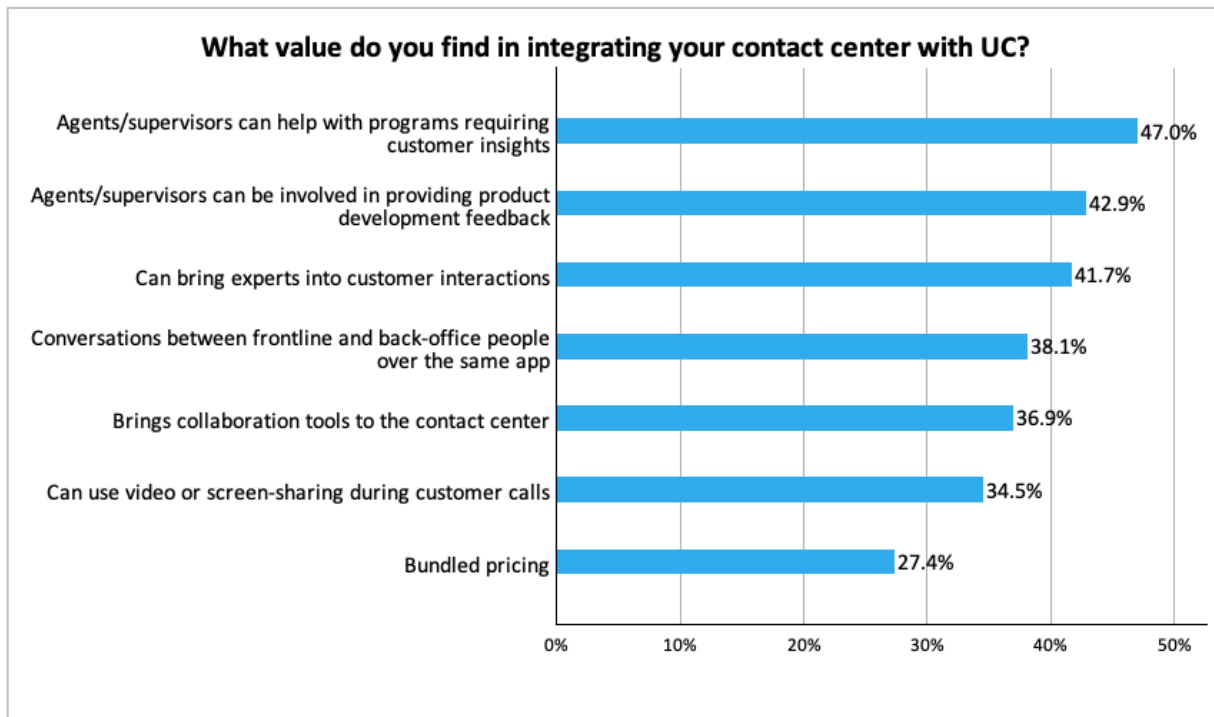 What value do you find in integrating your contact center with UC?
Agents/supervisors can help with programs requiring
customer insights
47.0%
Agents/supervisors can be involved in providing product
development feedback
42.9%
Can bring experts into customer interactions
41.7%
Conversations between frontline and back-office people
over the same app
38.1%
Brings collaboration tools to the contact center
36.9%
Can use video or screen-sharing during customer calls
34.5%
Bundled pricing
27.4%
0%
10%
20%
30%
40%
50%